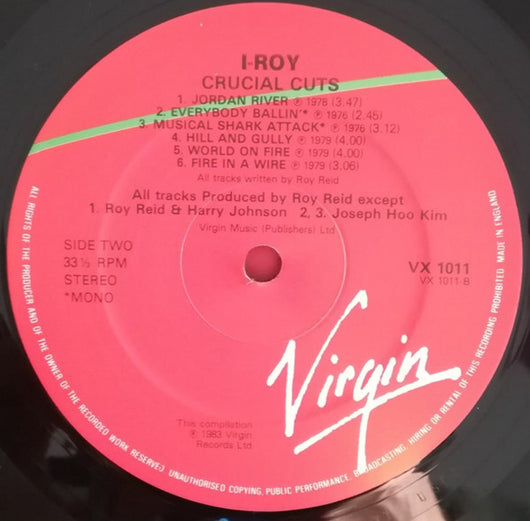 I-ROY
CRUCIAL CUTS
1. JORDAN RIVER ℗ 1978 (3.47)
2. EVERYBODY BALLIN'* ℗ 1976 (2.45)
3. MUSICAL SHARK ATTACK* ℗ 1976 (3.12)
4. HILL AND GULLY ℗ 1979 (4.00)
5. WORLD ON FIRE ℗ 1979 (4.00)
6. FIRE IN A WIRE ℗ 1979 (3.06)
All tracks written by Roy Reid
All tracks Produced by Roy Reid except
1. Roy Reid & Harry Johnson 2, 3. Joseph Hoo Kim
Virgin Music (Publishers) Ltd
SIDE TWO
33⅓ RPM
STEREO
*MONO
VX 1011
VX 1011 B
Virgin
This compilation
℗ 1983 Virgin
Records Ltd
ALL RIGHTS OF THE PRODUCER AND OF THE OWNER OF THE RECORDED WORK RESERVED. UNAUTHORISED COPYING, PUBLIC PERFORMANCE, BROADCASTING, HIRING OR RENTAL OF THIS RECORDING PROHIBITED. MADE IN ENGLAND